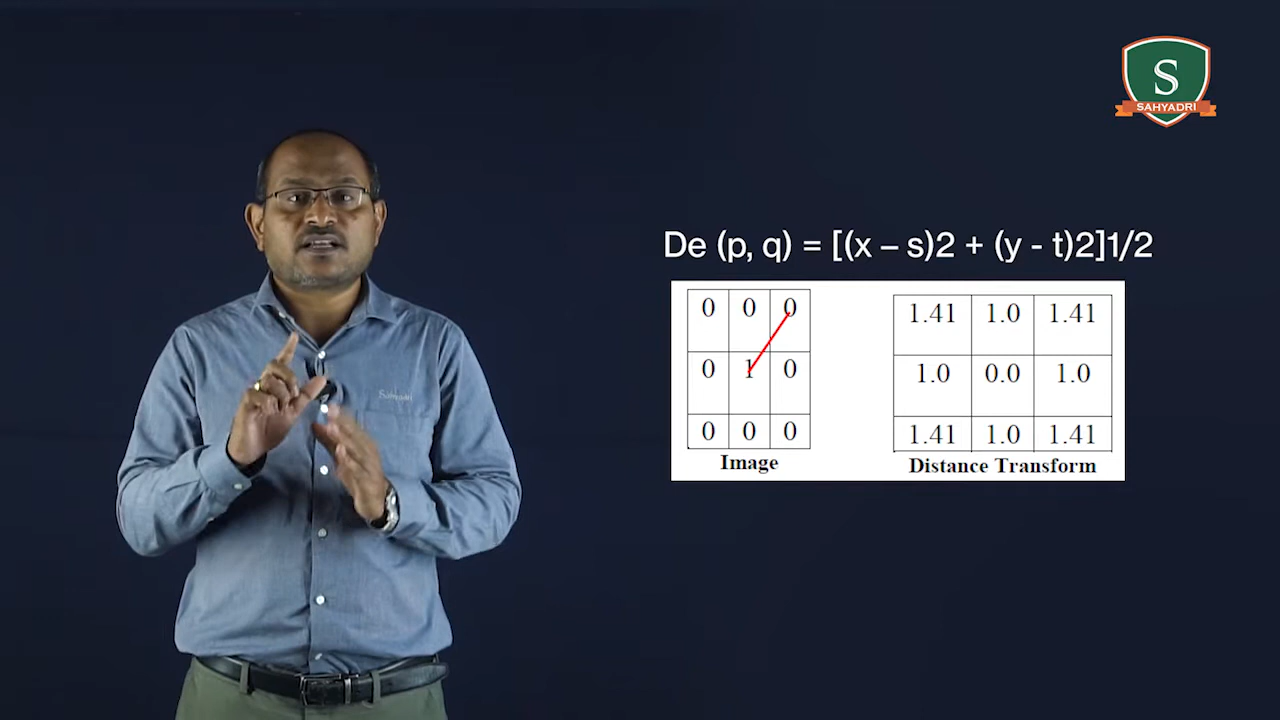 S
SAHYADRI
De (p, q) = [(x – s)2 + (y - t)2]1/2
0 0 0
0 1 0
0 0 0
Image
1.41 1.0 1.41
1.0 0.0 1.0
1.41 1.0 1.41
Distance Transform
Sahyadri